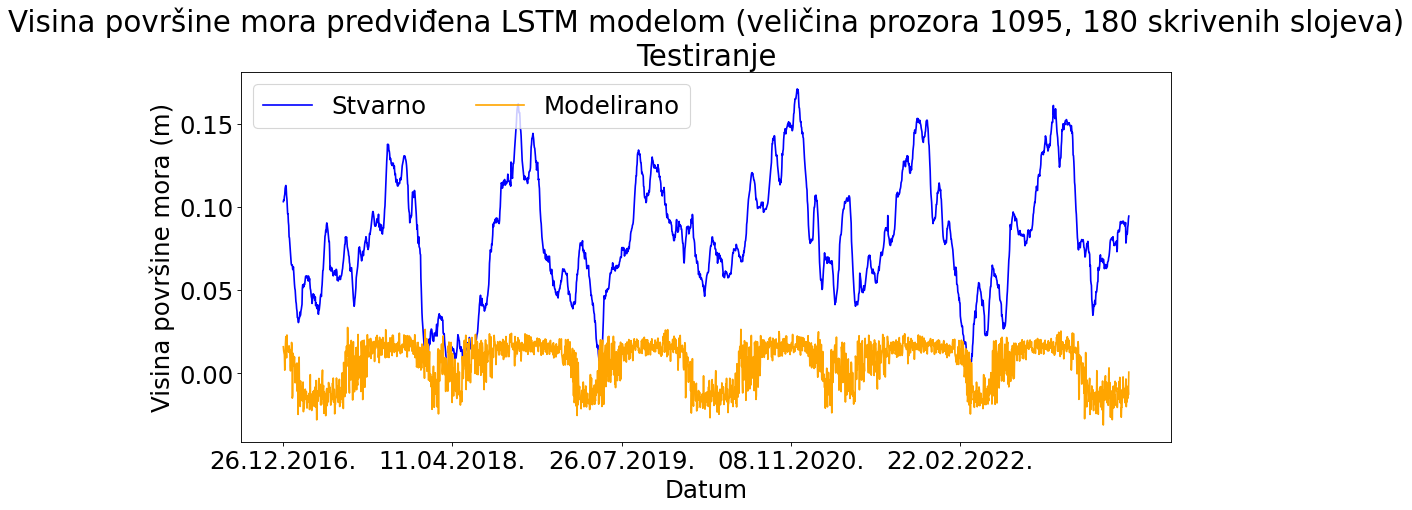 Visina površine mora predviđena LSTM modelom (veličina prozora 1095, 180 skrivenih slojeva)
Testiranje
Stvarno
Modelirano
Visina površine mora (m)
0.15
0.10
0.05
0.00
26.12.2016.
11.04.2018.
26.07.2019.
08.11.2020.
22.02.2022.
Datum